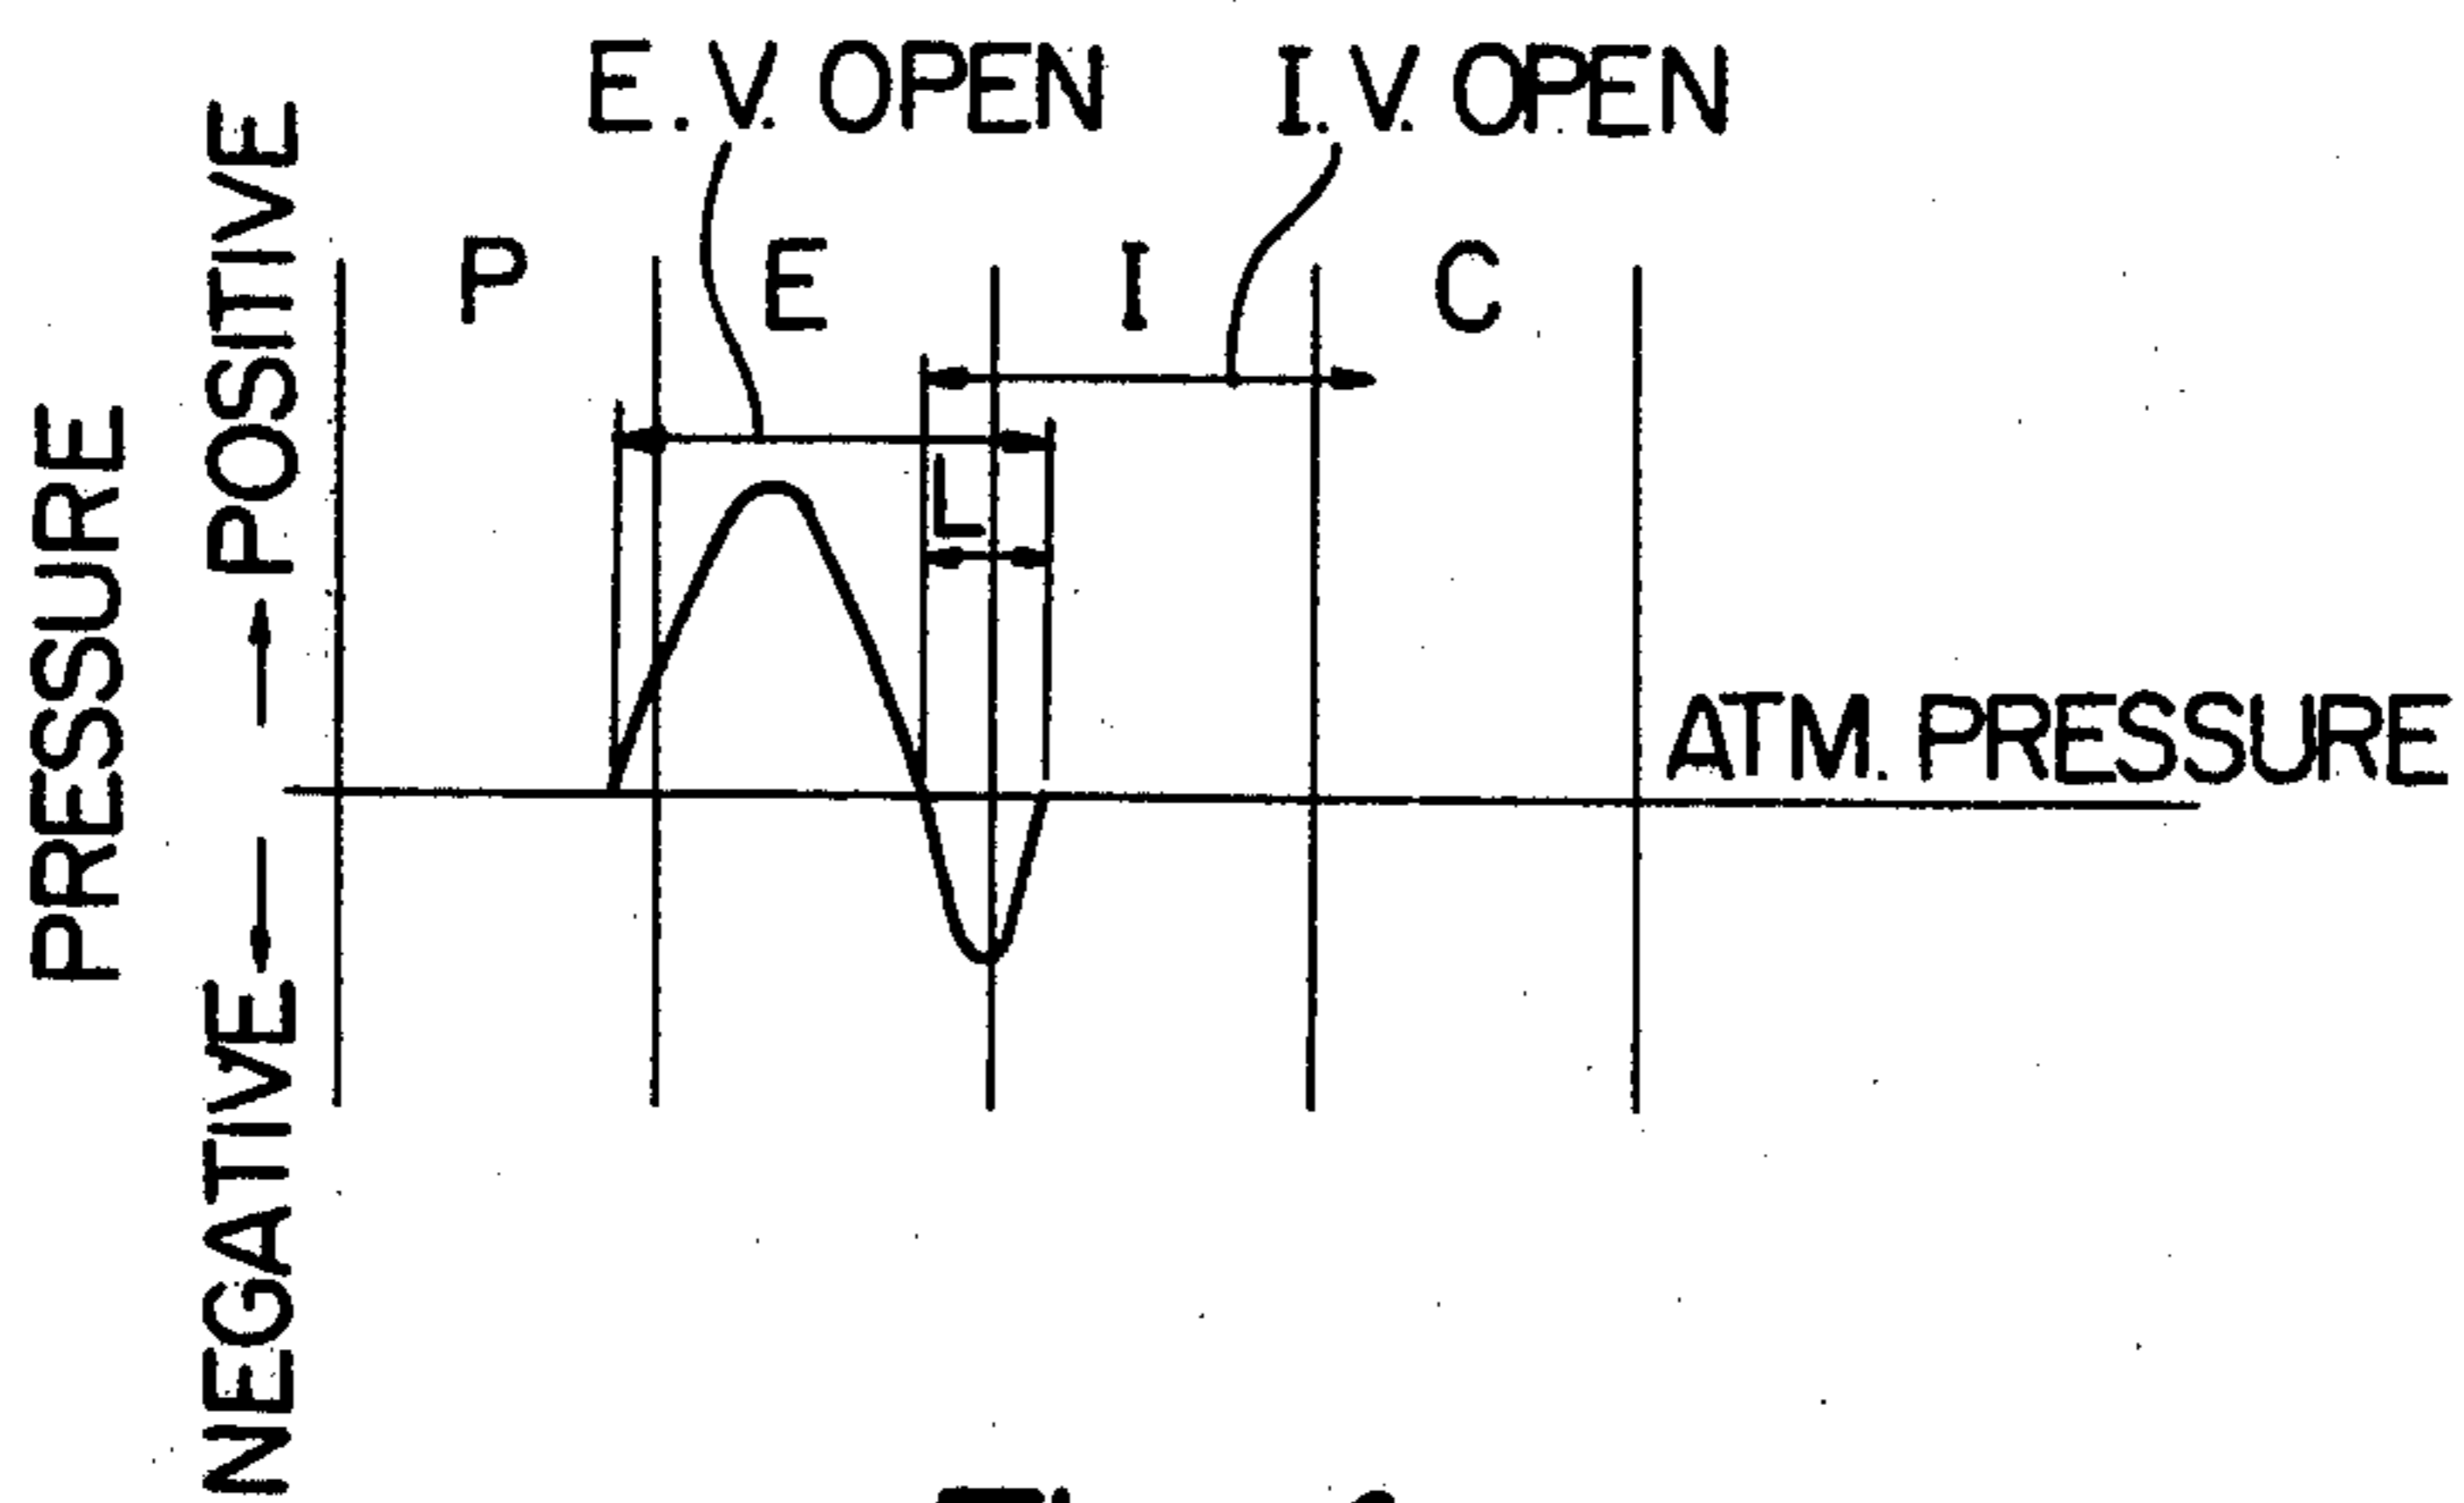 E.V. OPEN I.V. OPEN
P E I C
L
ATM. PRESSURE
PRESSURE
NEGATIVE ← → POSITIVE